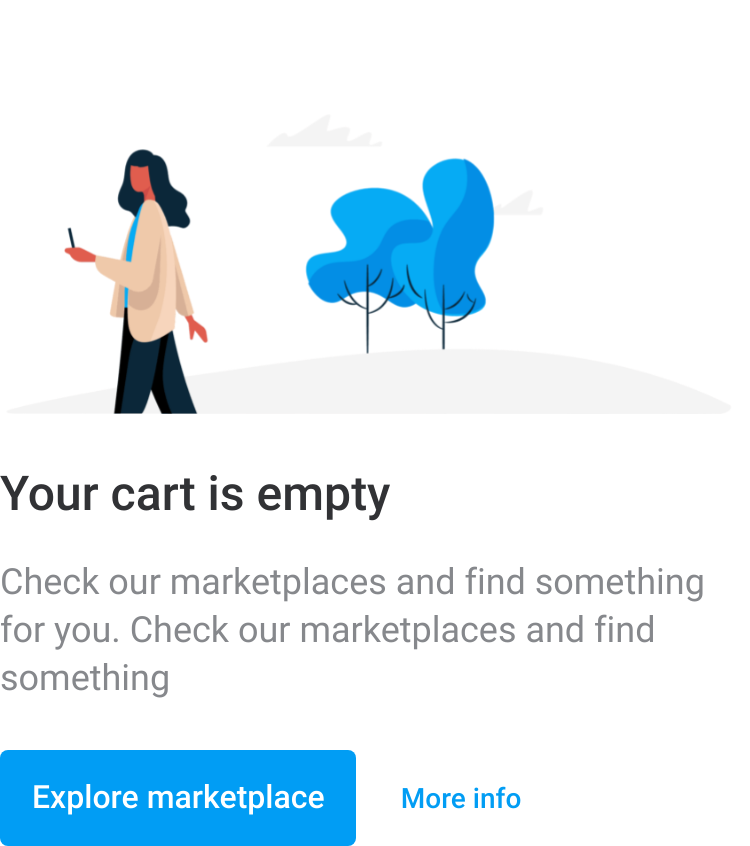 Your cart is empty
Check our marketplaces and find something
for you. Check our marketplaces and find
something
Explore marketplace
More info